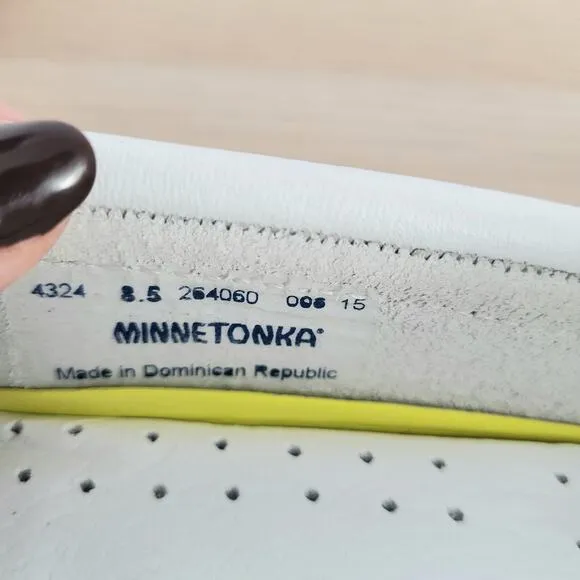 4324 8.5 264060 006 15
MINNETONKA®
Made in Dominican Republic